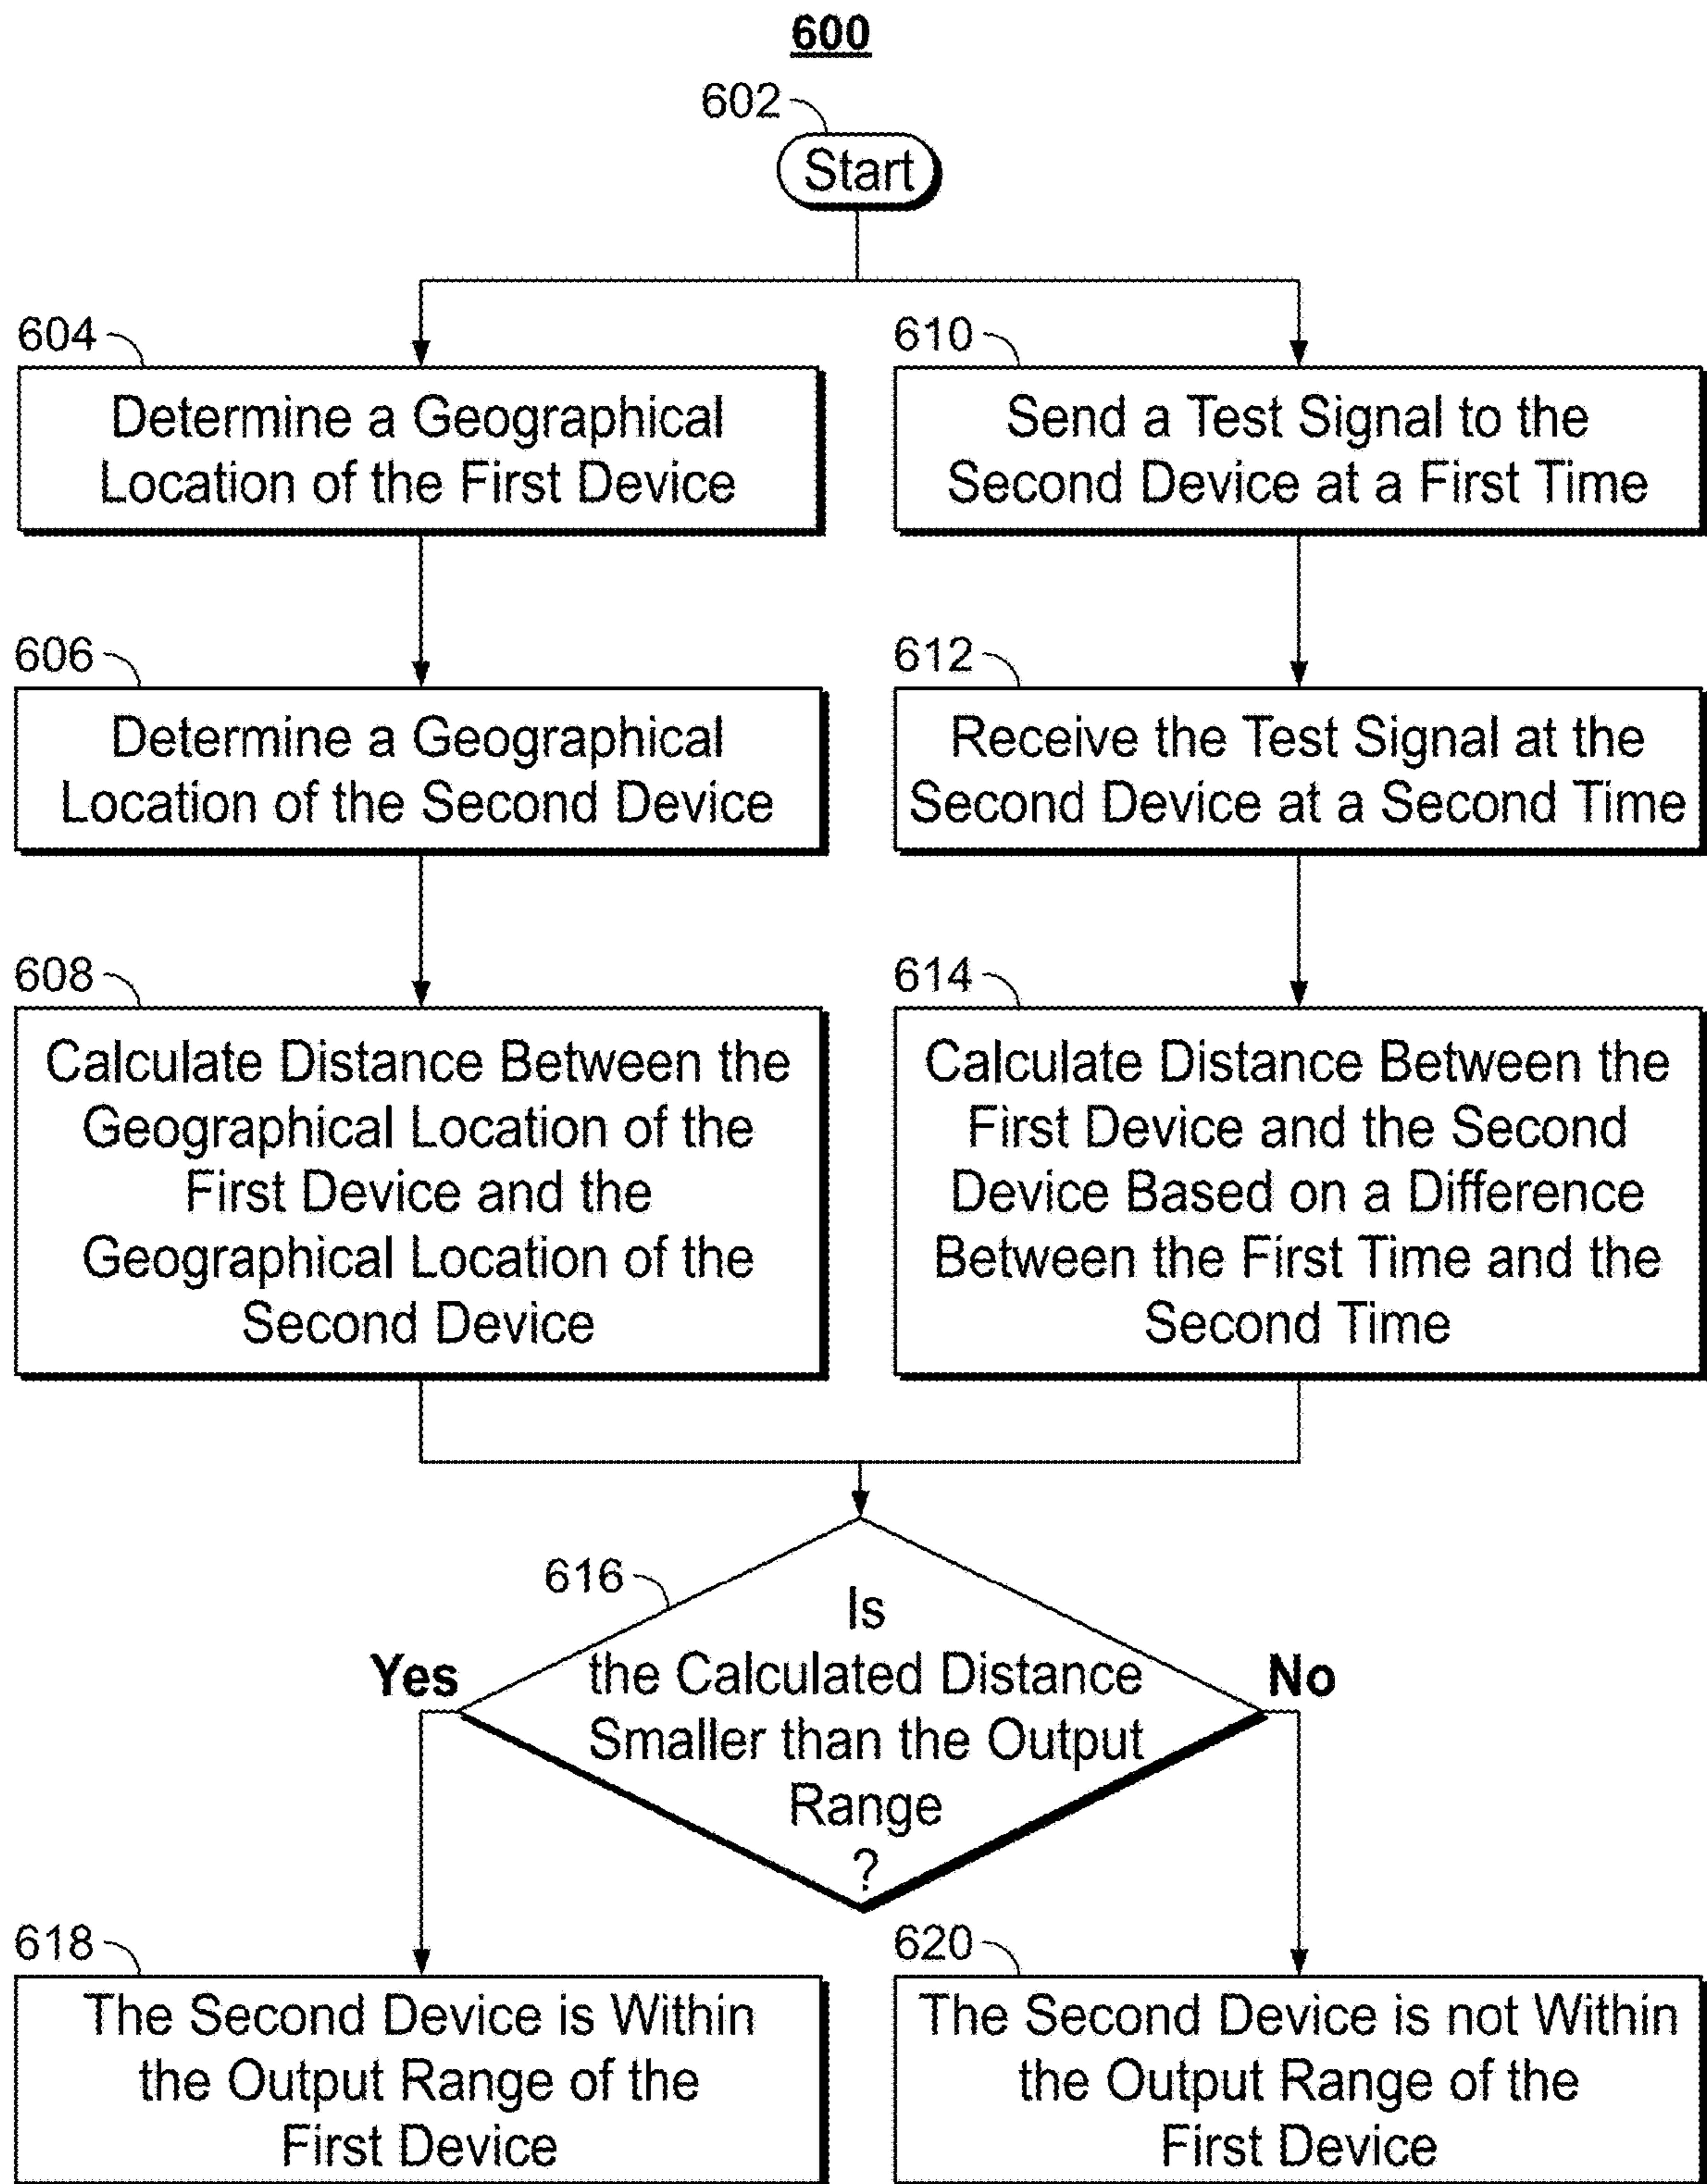 600
602
Start
604
Determine a Geographical
Location of the First Device
610
Send a Test Signal to the
Second Device at a First Time
606
Determine a Geographical
Location of the Second Device
612
Receive the Test Signal at the
Second Device at a Second Time
608
Calculate Distance Between the
Geographical Location of the
First Device and the
Geographical Location of the
Second Device
614
Calculate Distance Between the
First Device and the Second
Device Based on a Difference
Between the First Time and the
Second Time
616
Is
the Calculated Distance
Smaller than the Output
Range
?
Yes
No
618
The Second Device is Within
the Output Range of the
First Device
620
The Second Device is not Within
the Output Range of the
First Device